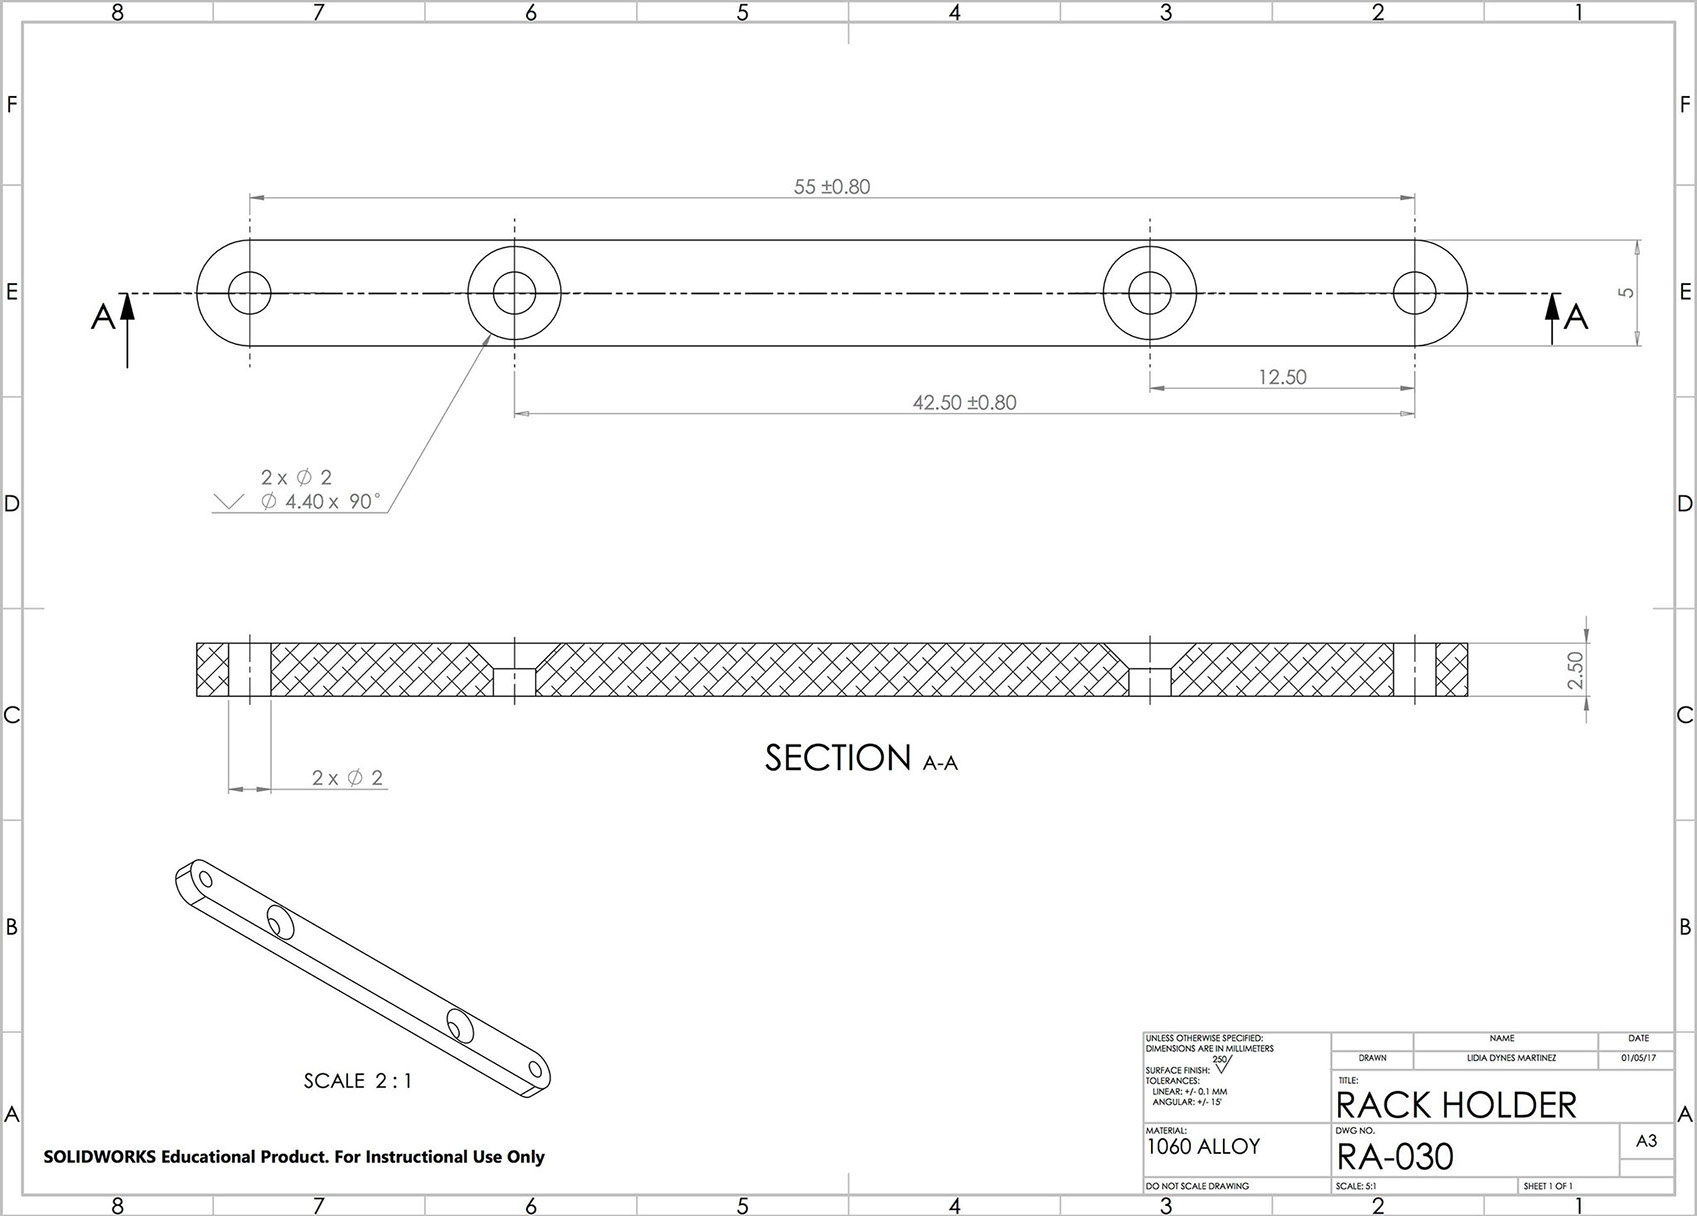 8 7 6 5 4 3 2 1
F F
55 ±0.80
E E
5
A A
12.50
42.50 ±0.80
2 x ∅ 2
⌵ ∅ 4.40 x 90°
D D
2.50
C C
SECTION A-A
2 x ∅ 2
B B
SCALE 2 : 1
A A
SOLIDWORKS Educational Product. For Instructional Use Only
UNLESS OTHERWISE SPECIFIED:
DIMENSIONS ARE IN MILLIMETERS
250
SURFACE FINISH:
TOLERANCES:
LINEAR: +/- 0.1 MM
ANGULAR: +/- 15'
NAME DATE
DRAWN LIDIA DYNES MARTINEZ 01/05/17
TITLE:
RACK HOLDER
MATERIAL:
1060 ALLOY
DWG NO.
RA-030
A3
DO NOT SCALE DRAWING
SCALE: 5:1
SHEET 1 OF 1
8 7 6 5 4 3 2 1